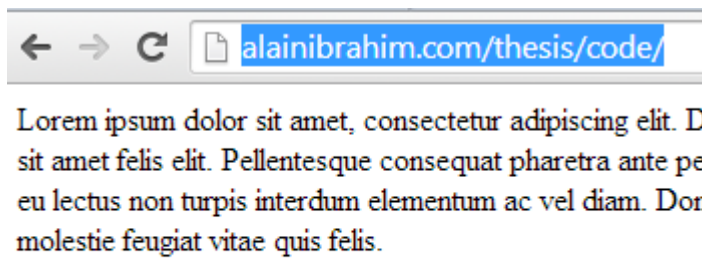 alainibrahim.com/thesis/code/
Lorem ipsum dolor sit amet, consectetur adipiscing elit. D
sit amet felis elit. Pellentesque consequat pharetra ante pe
eu lectus non turpis interdum elementum ac vel diam. Dor
molestie feugiat vitae quis felis.